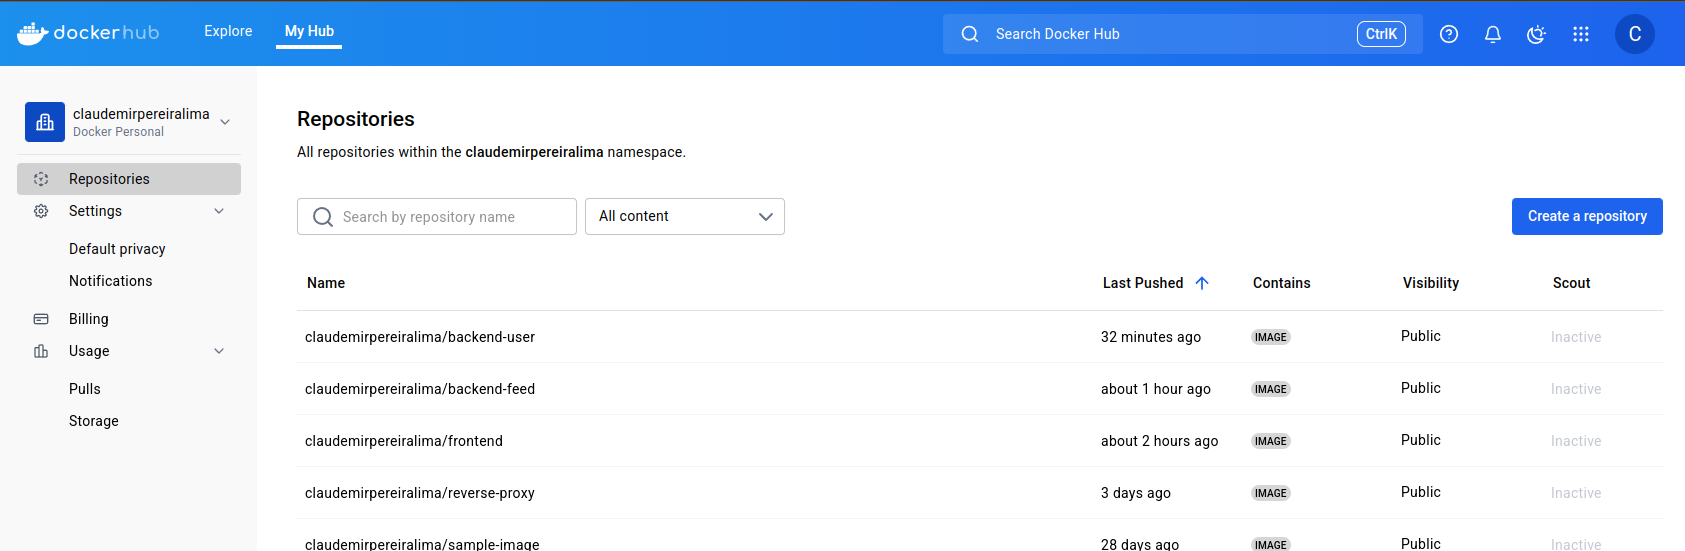 dockerhub
Explore
My Hub
Search Docker Hub
CtrlK
C
claudemirpereiralima
Docker Personal
Repositories
Settings
Default privacy
Notifications
Billing
Usage
Pulls
Storage
Repositories
All repositories within the claudemirpereiralima namespace.
Search by repository name
All content
Create a repository
Name Last Pushed Contains Visibility Scout
claudemirpereiralima/backend-user 32 minutes ago IMAGE Public Inactive
claudemirpereiralima/backend-feed about 1 hour ago IMAGE Public Inactive
claudemirpereiralima/frontend about 2 hours ago IMAGE Public Inactive
claudemirpereiralima/reverse-proxy 3 days ago IMAGE Public Inactive
claudemirpereiralima/sample-image 28 days ago IMAGE Public Inactive